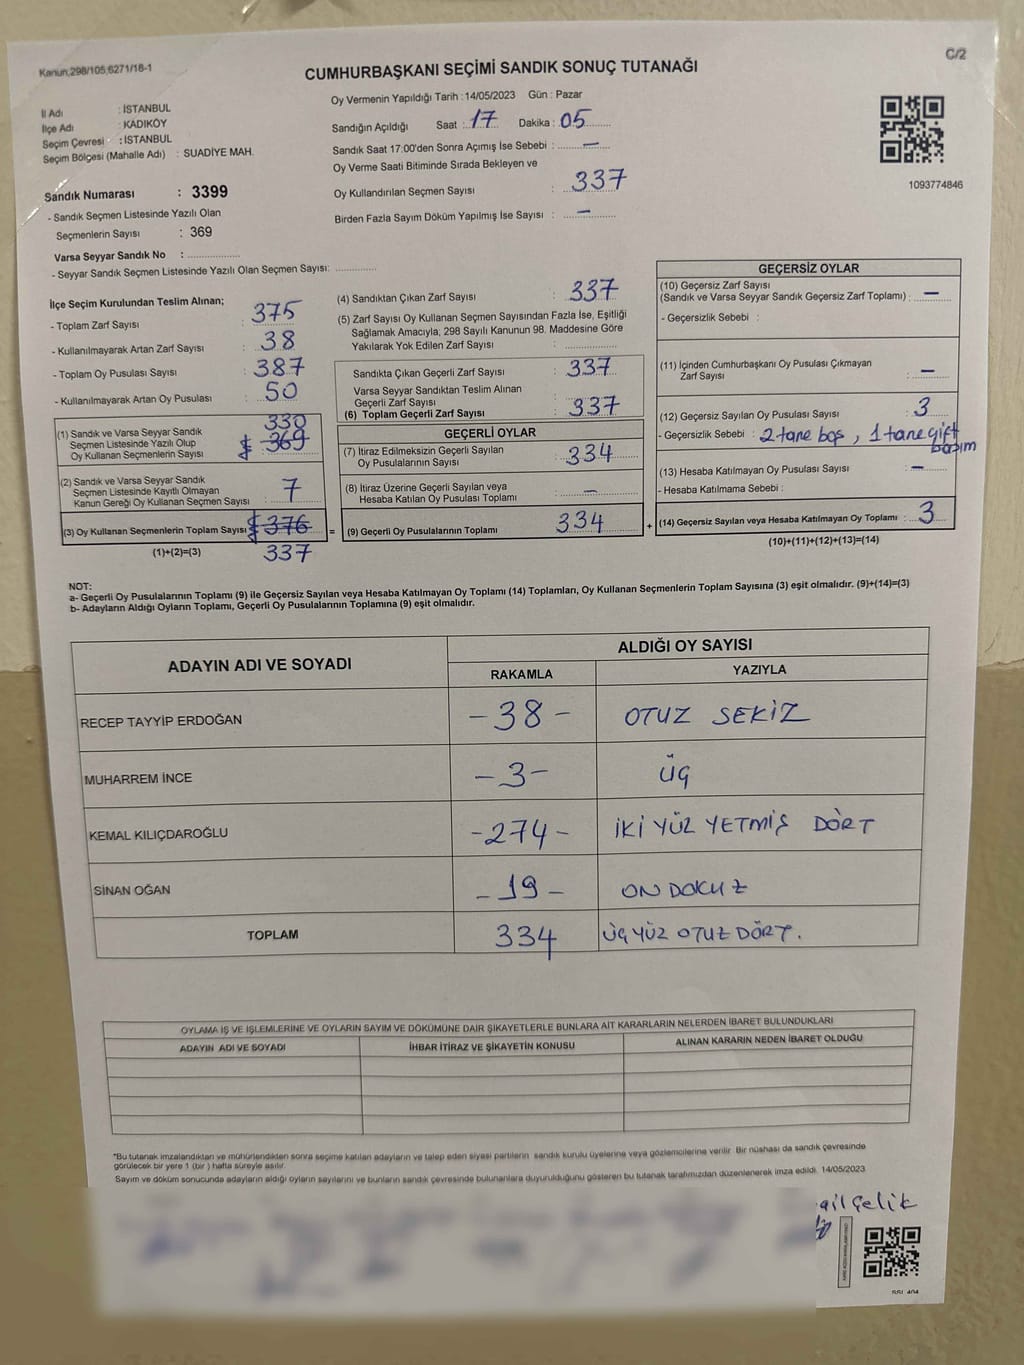 Kanun;298/105;6271/16-1
C/2
CUMHURBAŞKANI SEÇİMİ SANDIK SONUÇ TUTANAĞI
İl Adı : İSTANBUL
İlçe Adı : KADIKÖY
Seçim Çevresi : İSTANBUL
Seçim Bölgesi (Mahalle Adı) : SUADİYE MAH.
Sandık Numarası : 3399
- Sandık Seçmen Listesinde Yazılı Olan
Seçmenlerin Sayısı : 369
Varsa Seyyar Sandık No : ..................
- Seyyar Sandık Seçmen Listesinde Yazılı Olan Seçmen Sayısı: ..............
Oy Vermenin Yapıldığı Tarih :14/05/2023 Gün : Pazar
Sandığın Açıldığı Saat : 17 Dakika : 05
Sandık Saat 17:00'den Sonra Açımış İse Sebebi : —
Oy Verme Saati Bitiminde Sırada Bekleyen ve
Oy Kullandırılan Seçmen Sayısı : 337
Birden Fazla Sayım Döküm Yapılmış İse Sayısı : —
1093774846
İlçe Seçim Kurulundan Teslim Alınan;
- Toplam Zarf Sayısı : 375
- Kullanılmayarak Artan Zarf Sayısı : 38
- Toplam Oy Pusulası Sayısı : 387
- Kullanılmayarak Artan Oy Pusulası : 50
(1) Sandık ve Varsa Seyyar Sandık 330
Seçmen Listesinde Yazılı Olup 369
Oy Kullanan Seçmenlerin Sayısı
(2) Sandık ve Varsa Seyyar Sandık
Seçmen Listesinde Kayıtlı Olmayan
Kanun Gereği Oy Kullanan Seçmen Sayısı : 7
(3) Oy Kullanan Seçmenlerin Toplam Sayısı : 376
(1)+(2)=(3) 337
(4) Sandıktan Çıkan Zarf Sayısı : 337
(5) Zarf Sayısı Oy Kullanan Seçmen Sayısından Fazla İse, Eşitliği
Sağlamak Amacıyla; 298 Sayılı Kanunun 98. Maddesine Göre
Yakılarak Yok Edilen Zarf Sayısı : ..................
Sandıkta Çıkan Geçerli Zarf Sayısı : 337
Varsa Seyyar Sandıktan Teslim Alınan
Geçerli Zarf Sayısı :
(6) Toplam Geçerli Zarf Sayısı : 337
GEÇERLİ OYLAR
(7) İtiraz Edilmeksizin Geçerli Sayılan
Oy Pusulalarının Sayısı : 334
(8) İtiraz Üzerine Geçerli Sayılan veya
Hesaba Katılan Oy Pusulası Toplamı : —
= (9) Geçerli Oy Pusulalarının Toplamı : 334 +
GEÇERSİZ OYLAR
(10) Geçersiz Zarf Sayısı
(Sandık ve Varsa Seyyar Sandık Geçersiz Zarf Toplamı) : —
- Geçersizlik Sebebi :
(11) İçinden Cumhurbaşkanı Oy Pusulası Çıkmayan
Zarf Sayısı : —
(12) Geçersiz Sayılan Oy Pusulası Sayısı : 3
- Geçersizlik Sebebi : 2 tane boş , 1 tane çift
basım
(13) Hesaba Katılmayan Oy Pusulası Sayısı : —
- Hesaba Katılmama Sebebi :
(14) Geçersiz Sayılan veya Hesaba Katılmayan Oy Toplamı : 3
(10)+(11)+(12)+(13)=(14)
NOT:
a- Geçerli Oy Pusulalarının Toplamı (9) ile Geçersiz Sayılan veya Hesaba Katılmayan Oy Toplamı (14) Toplamları, Oy Kullanan Seçmenlerin Toplam Sayısına (3) eşit olmalıdır. (9)+(14)=(3)
b- Adayların Aldığı Oyların Toplamı, Geçerli Oy Pusulalarının Toplamına (9) eşit olmalıdır.
ADAYIN ADI VE SOYADI
ALDIĞI OY SAYISI
RAKAMLA YAZIYLA
RECEP TAYYİP ERDOĞAN -38- OTUZ SEKİZ
MUHARREM İNCE -3- ÜÇ
KEMAL KILIÇDAROĞLU -274- İKİ YÜZ YETMİŞ DÖRT
SİNAN OĞAN -19- ON DOKUZ
TOPLAM 334 ÜÇ YÜZ OTUZ DÖRT.
OYLAMA İŞ VE İŞLEMLERİNE VE OYLARIN SAYIM VE DÖKÜMÜNE DAİR ŞİKAYETLERLE BUNLARA AİT KARARLARIN NELERDEN İBARET BULUNDUKLARI
ADAYIN ADI VE SOYADI İHBAR İTİRAZ VE ŞİKAYETİN KONUSU ALINAN KARARIN NEDEN İBARET OLDUĞU
*Bu tutanak imzalandıktan ve mühürlendikten sonra seçime katılan adayların ve talep eden siyasi partilerin sandık kurulu üyelerine veya gözlemcilerine verilir. Bir nüshası da sandık çevresinde
görülecek bir yere 1 (bir ) hafta süreyle asılır.
Sayım ve döküm sonucunda adayların aldığı oyların sayılarını ve bunların sandık çevresinde bulunanlara duyurulduğunu gösteren bu tutanak tarafımızdan düzenlenerek imza edildi. 14/05/2023
ail Çelik